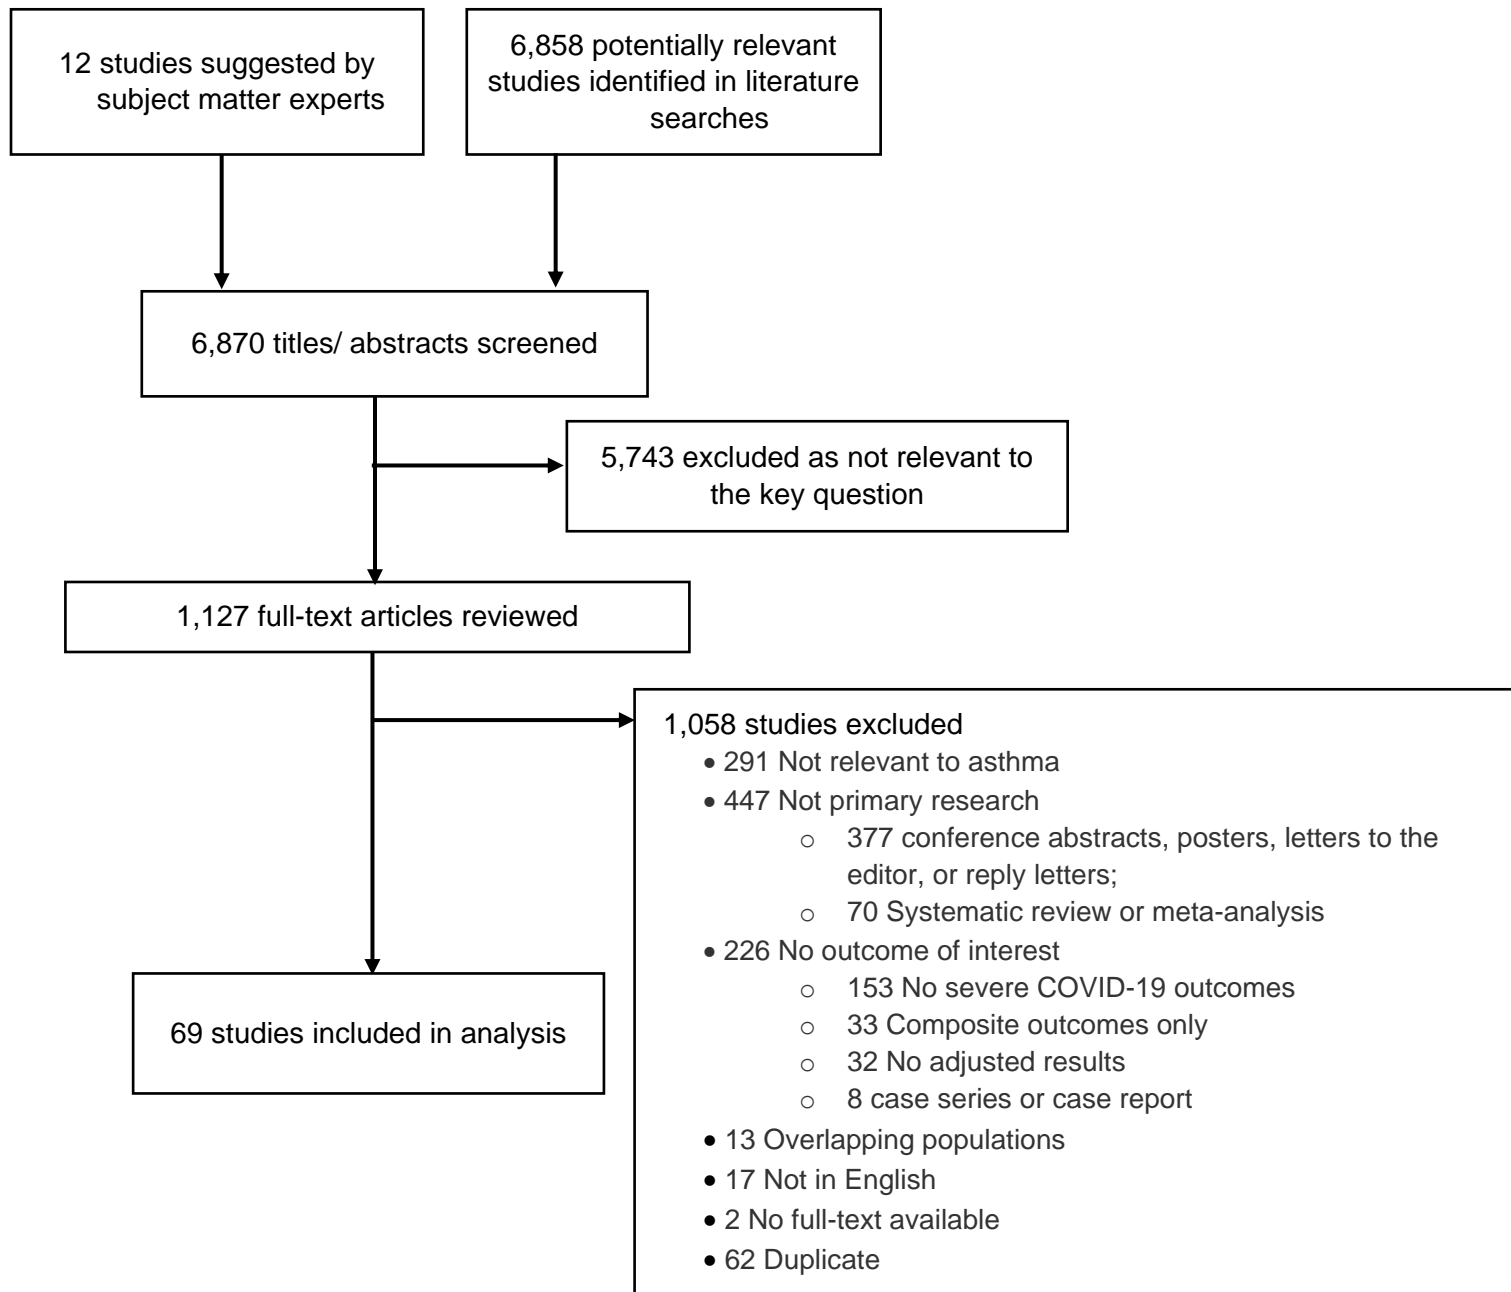 12 studies suggested by
subject matter experts
6,858 potentially relevant
studies identified in literature
searches
6,870 titles/ abstracts screened
5,743 excluded as not relevant to
the key question
1,127 full-text articles reviewed
1,058 studies excluded
• 291 Not relevant to asthma
• 447 Not primary research
○ 377 conference abstracts, posters, letters to the
editor, or reply letters;
○ 70 Systematic review or meta-analysis
• 226 No outcome of interest
○ 153 No severe COVID-19 outcomes
○ 33 Composite outcomes only
○ 32 No adjusted results
○ 8 case series or case report
• 13 Overlapping populations
• 17 Not in English
• 2 No full-text available
• 62 Duplicate
69 studies included in analysis